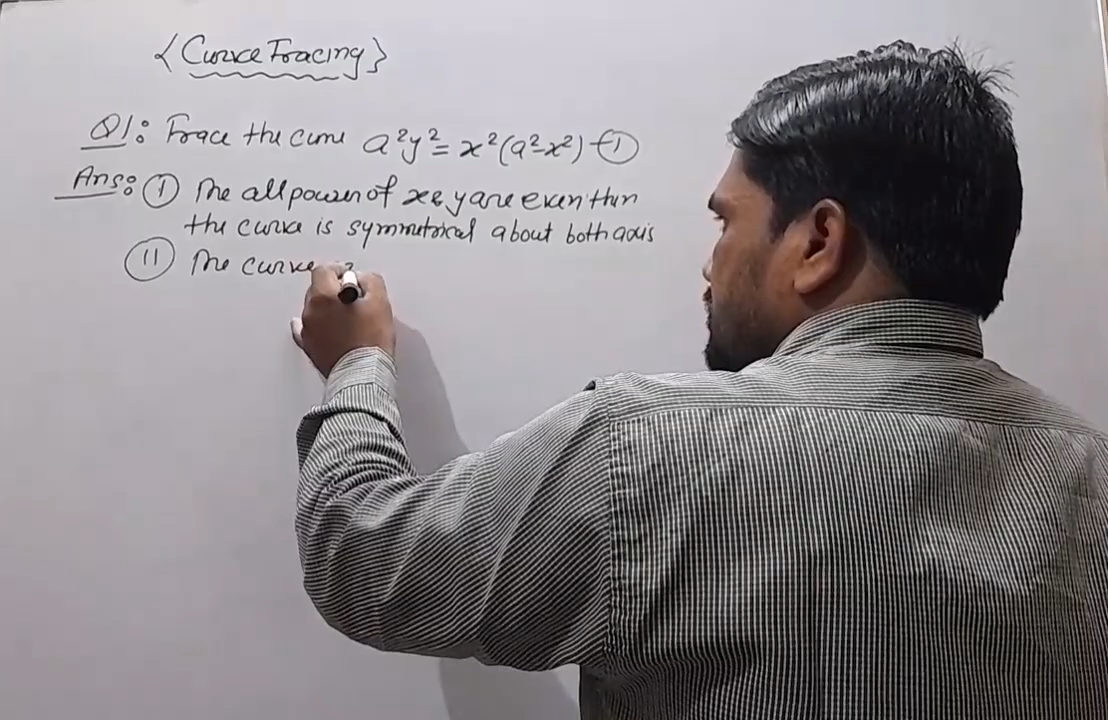 {Curve Tracing}
Q1: Trace the curve a²y² = x²(a²-x²) -①
Ans: ① The all power of x & y are even then
the curve is symmetrical about both axis
⑪ The curve